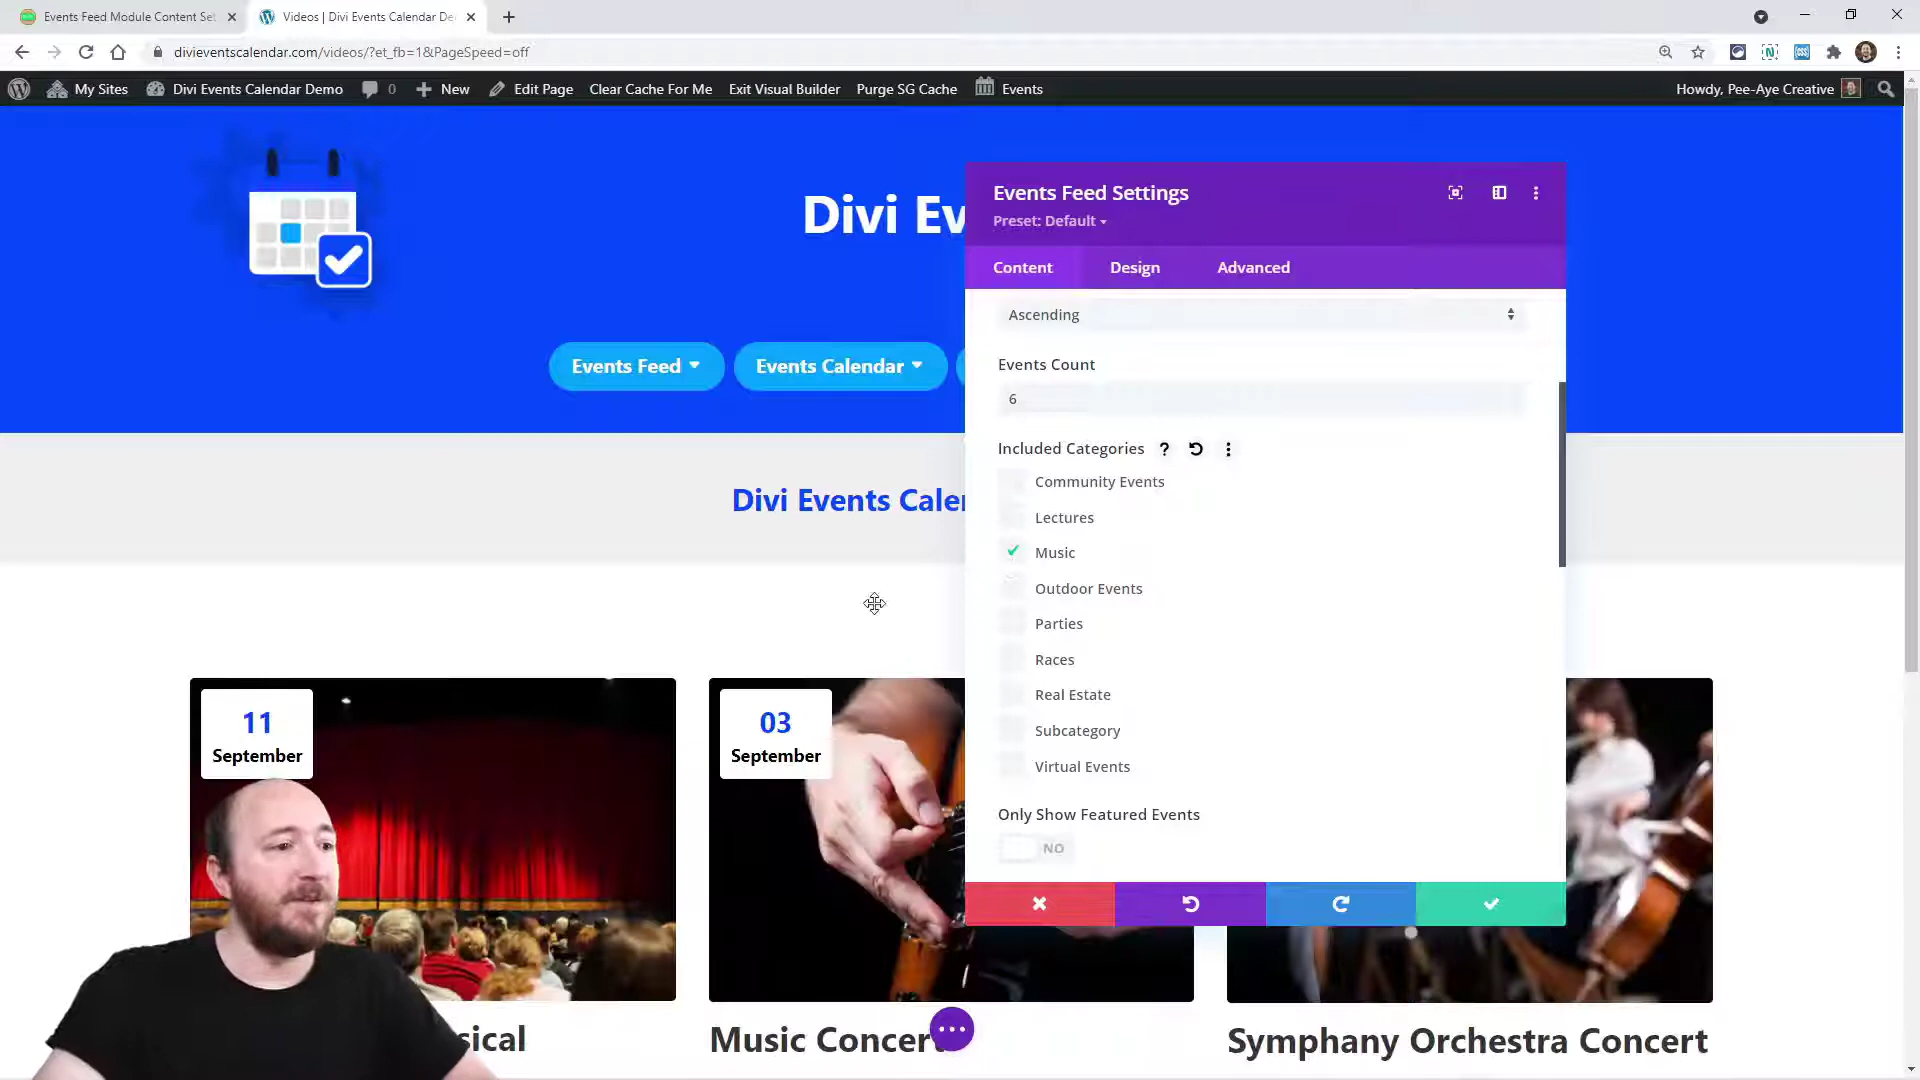 Events Feed Module Content Set
Videos | Divi Events Calendar De
divieventscalendar.com/videos/?et_fb=1&PageSpeed=off
My Sites
Divi Events Calendar Demo
0
New
Edit Page
Clear Cache For Me
Exit Visual Builder
Purge SG Cache
Events
Howdy, Pee-Aye Creative
Divi Ev
Events Feed
Events Calendar
Divi Events Cale
Events Feed Settings
Preset: Default
Content
Design
Advanced
Ascending
Events Count
6
Included Categories ?
Community Events
Lectures
Music
Outdoor Events
Parties
Races
Real Estate
Subcategory
Virtual Events
Only Show Featured Events
NO
11
September
03
September
sical
Music Concer
Symphany Orchestra Concert